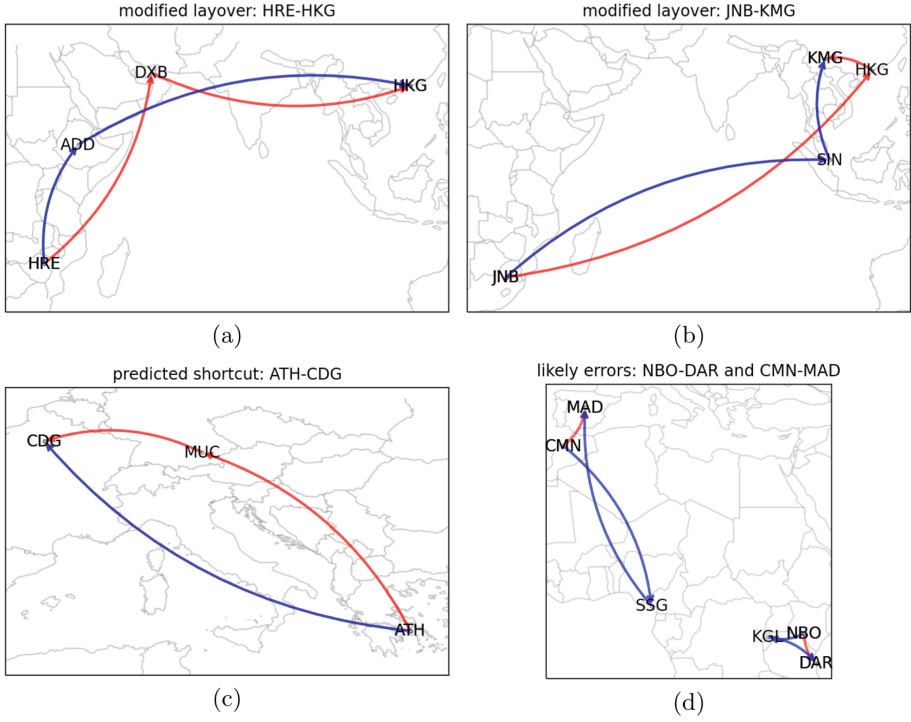 modified layover: HRE-HKG
modified layover: JNB-KMG
DXB
HKG
ADD
HRE
KMG
HKG
SIN
JNB
(a)
(b)
predicted shortcut: ATH-CDG
likely errors: NBO-DAR and CMN-MAD
CDG
MUC
ATH
MAD
CMN
SSG
KGL
NBO
DAR
(c)
(d)